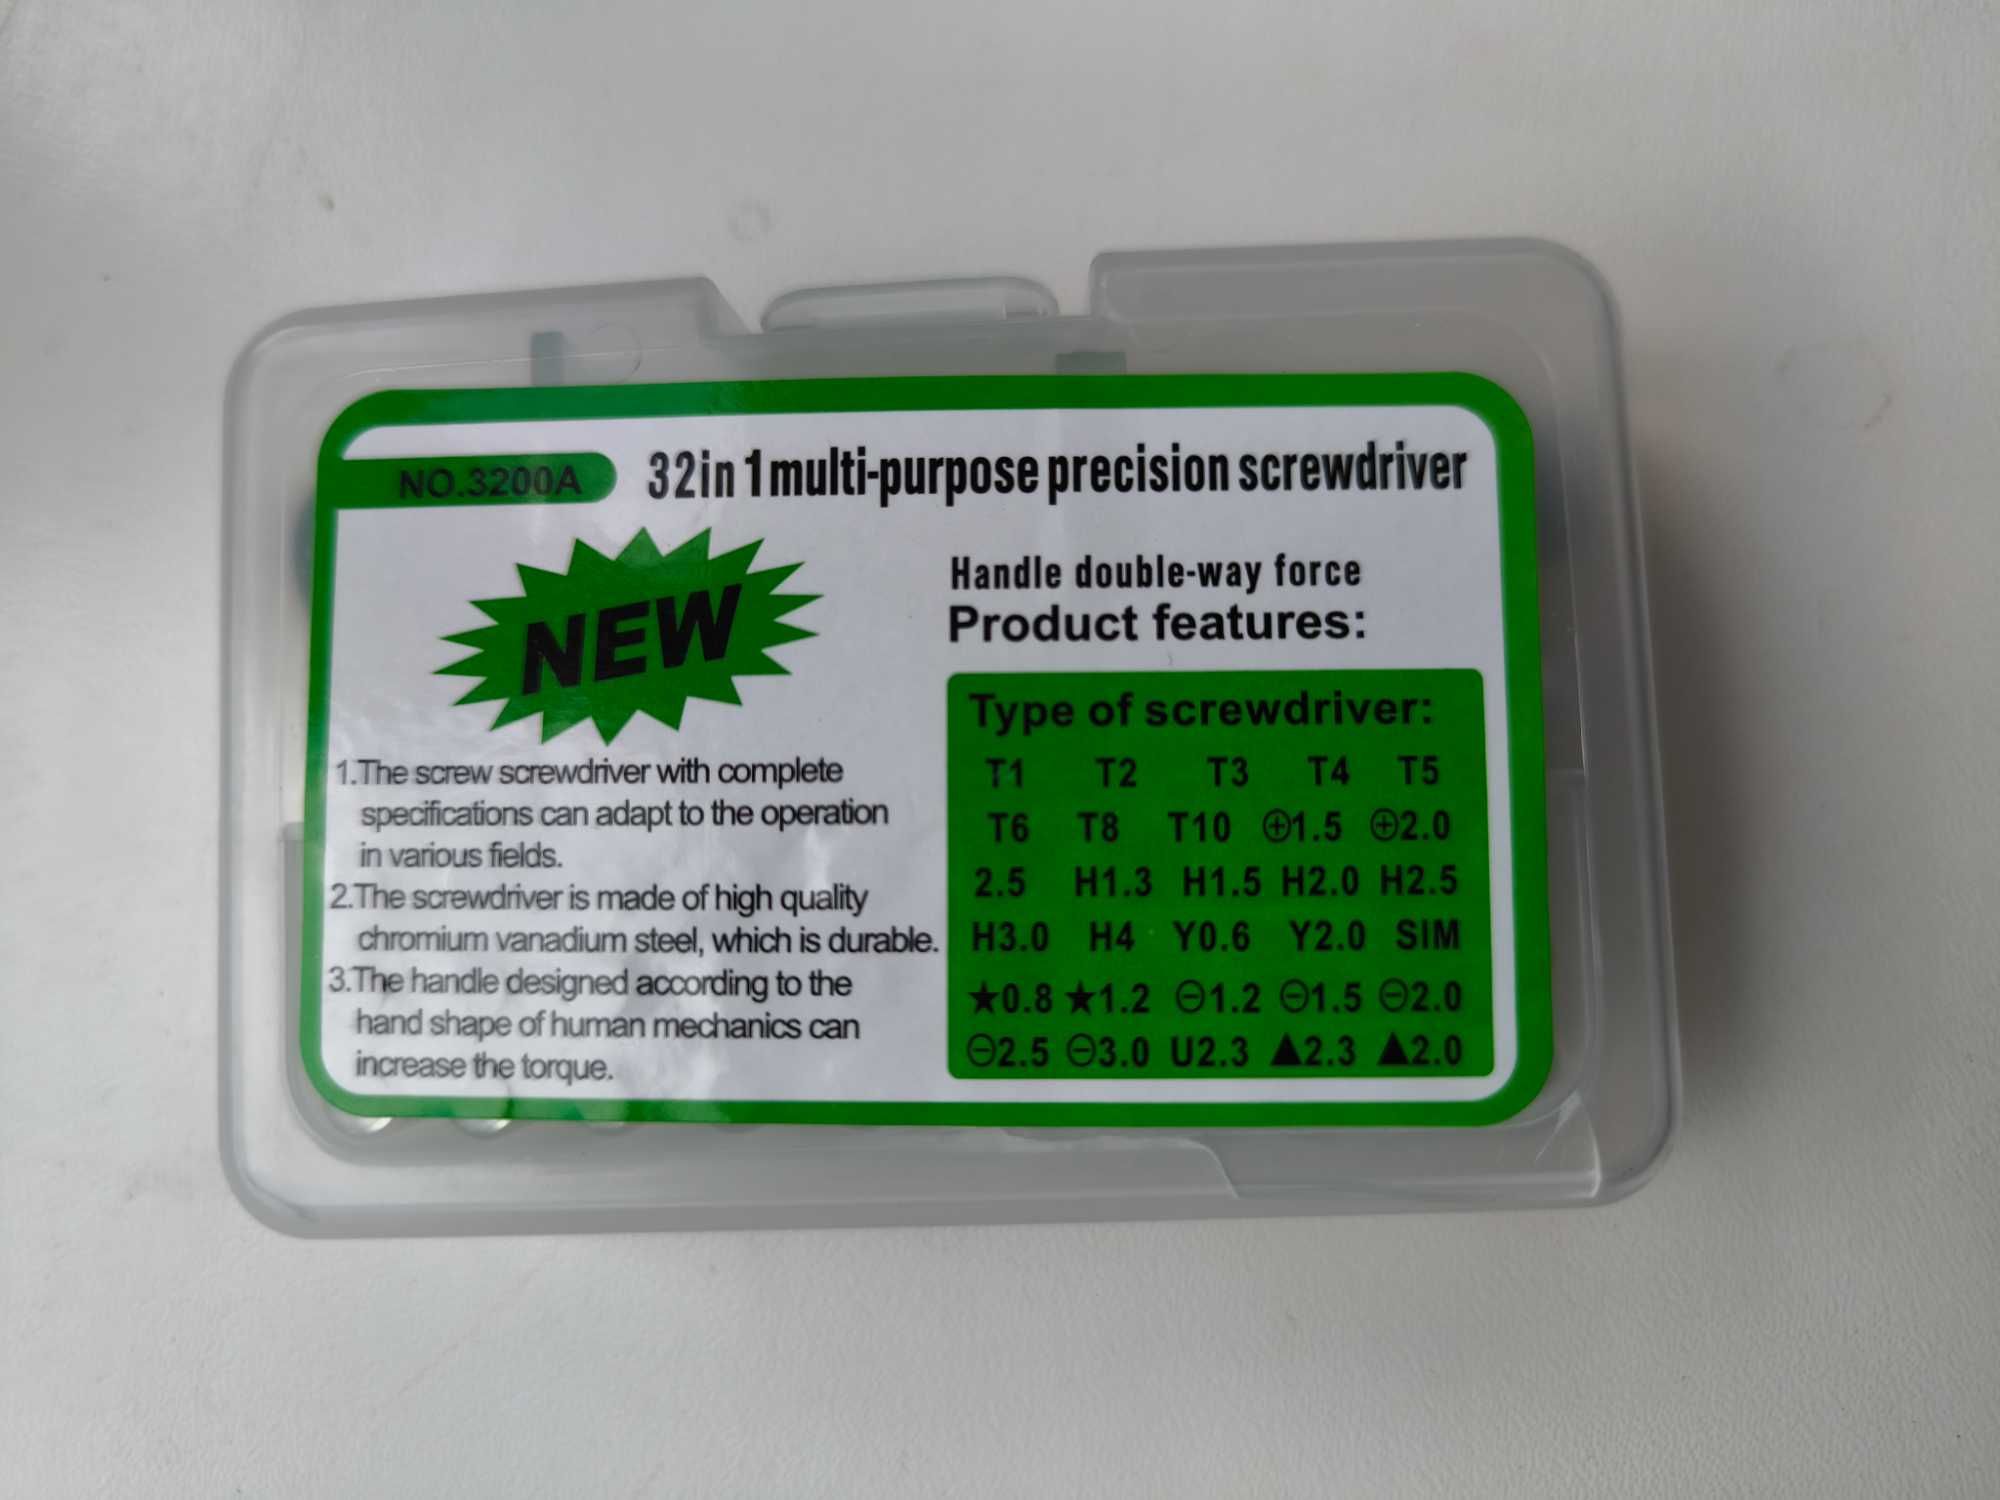 NO.3200A
32in 1 multi-purpose precision screwdriver
NEW
1.The screw screwdriver with complete
specifications can adapt to the operation
in various fields.
2.The screwdriver is made of high quality
chromium vanadium steel, which is durable.
3.The handle designed according to the
hand shape of human mechanics can
increase the torque.
Handle double-way force
Product features:
Type of screwdriver:
T1 T2 T3 T4 T5
T6 T8 T10 ⊕1.5 ⊕2.0
2.5 H1.3 H1.5 H2.0 H2.5
H3.0 H4 Y0.6 Y2.0 SIM
★0.8 ★1.2 ⊖1.2 ⊖1.5 ⊖2.0
⊖2.5 ⊖3.0 U2.3 ▲2.3 ▲2.0